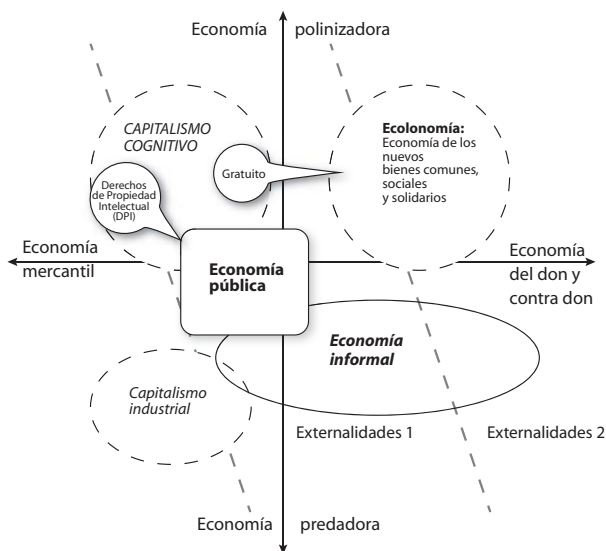 Economía polinizadora
CAPITALISMO
COGNITIVO
Ecolonomía:
Economía de los
nuevos
bienes comunes,
sociales
y solidarios
Gratuito
Derechos
de Propiedad
Intelectual
(DPI)
Economía
mercantil
Economía
pública
Economía
del don y
contra don
Economía
informal
Capitalismo
industrial
Externalidades 1
Externalidades 2
Economía predadora